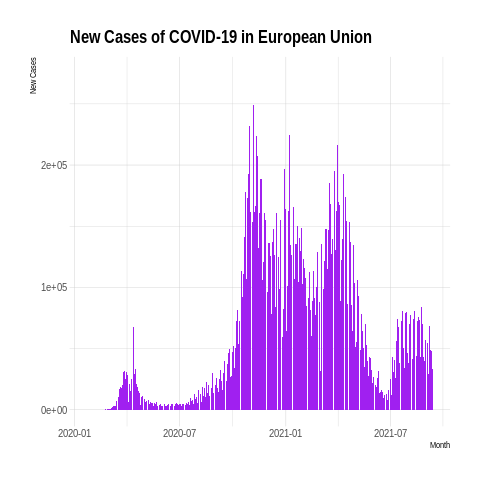 New Cases of COVID-19 in European Union
New Cases
2e+05
1e+05
0e+00
2020-01 2020-07 2021-01 2021-07
Month